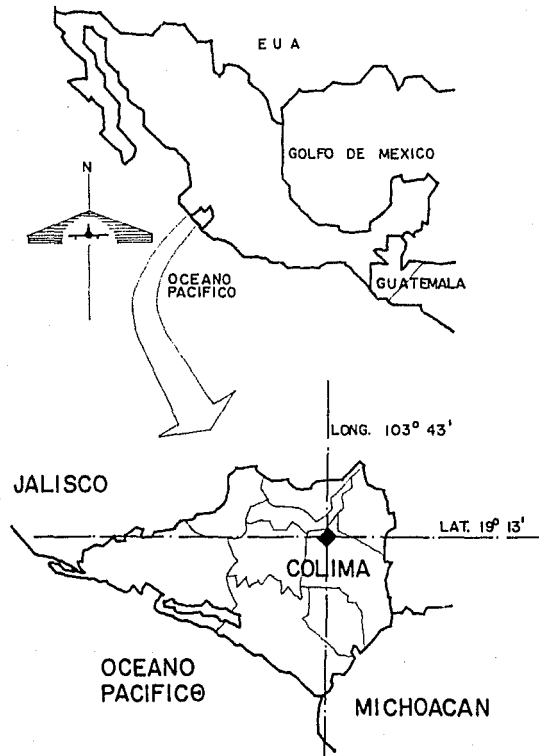 E U A
GOLFO DE MEXICO
N
OCEANO
PACIFICO
GUATEMALA
LONG. 103° 43'
JALISCO
LAT. 19° 13'
COLIMA
OCEANO
PACIFICO
MICHOACAN